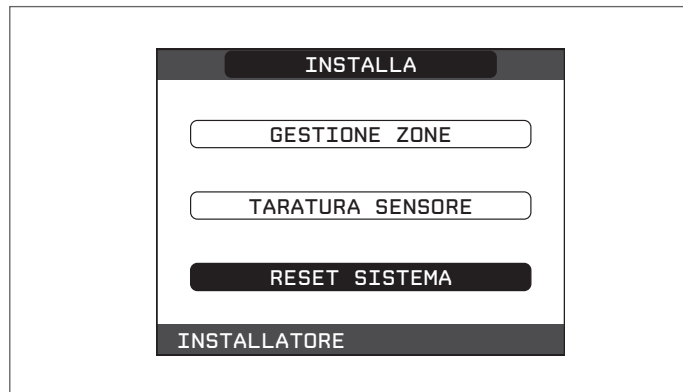 INSTALLA
GESTIONE ZONE
TARATURA SENSORE
RESET SISTEMA
INSTALLATORE